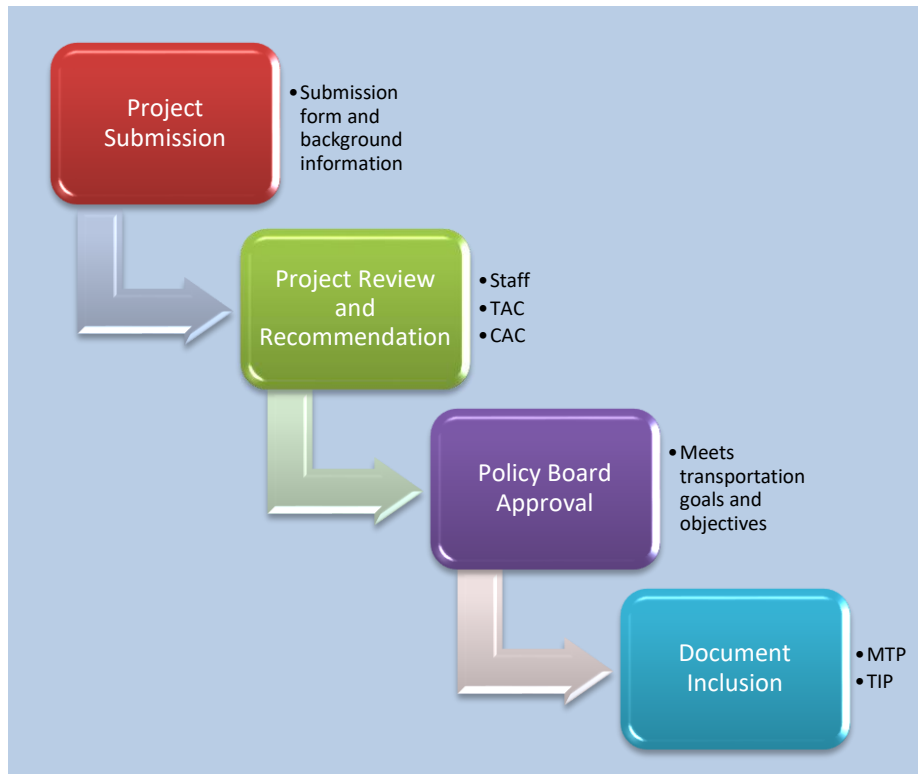 Project
Submission
•Submission
form and
background
information
Project Review
and
Recommendation
•Staff
•TAC
•CAC
Policy Board
Approval
•Meets
transportation
goals and
objectives
Document
Inclusion
•MTP
•TIP